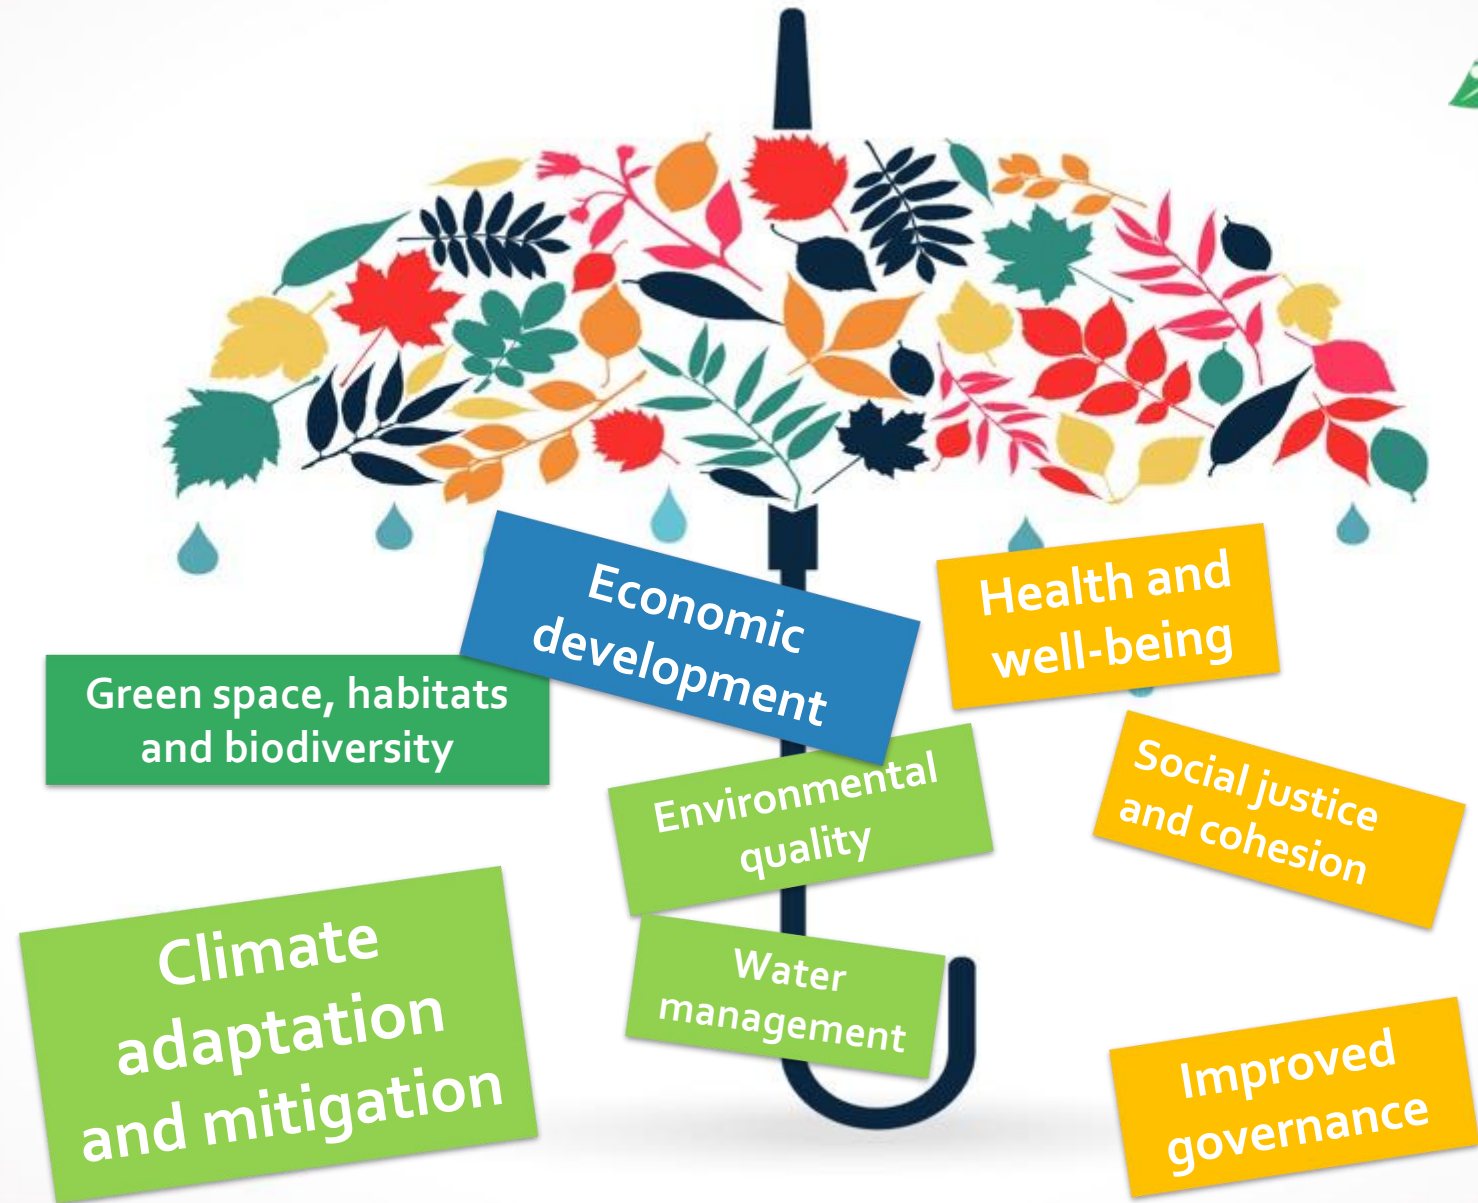 Economic
development
Health and
well-being
Green space, habitats
and biodiversity
Environmental
quality
Social justice
and cohesion
Climate
adaptation
and mitigation
Water
management
Improved
governance